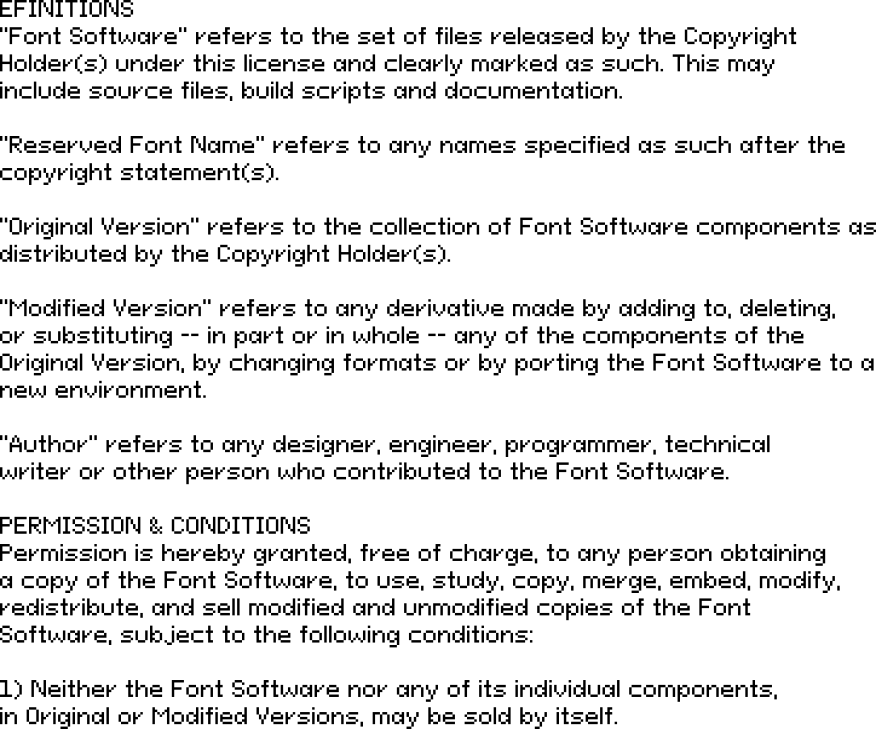 EFINITIONS
"Font Software" refers to the set of files released by the Copyright
Holder(s) under this license and clearly marked as such. This may
include source files, build scripts and documentation.
"Reserved Font Name" refers to any names specified as such after the
copyright statement(s).
"Original Version" refers to the collection of Font Software components as
distributed by the Copyright Holder(s).
"Modified Version" refers to any derivative made by adding to, deleting,
or substituting -- in part or in whole -- any of the components of the
Original Version, by changing formats or by porting the Font Software to a
new environment.
"Author" refers to any designer, engineer, programmer, technical
writer or other person who contributed to the Font Software.
PERMISSION & CONDITIONS
Permission is hereby granted, free of charge, to any person obtaining
a copy of the Font Software, to use, study, copy, merge, embed, modify,
redistribute, and sell modified and unmodified copies of the Font
Software, subject to the following conditions:
1) Neither the Font Software nor any of its individual components,
in Original or Modified Versions, may be sold by itself.